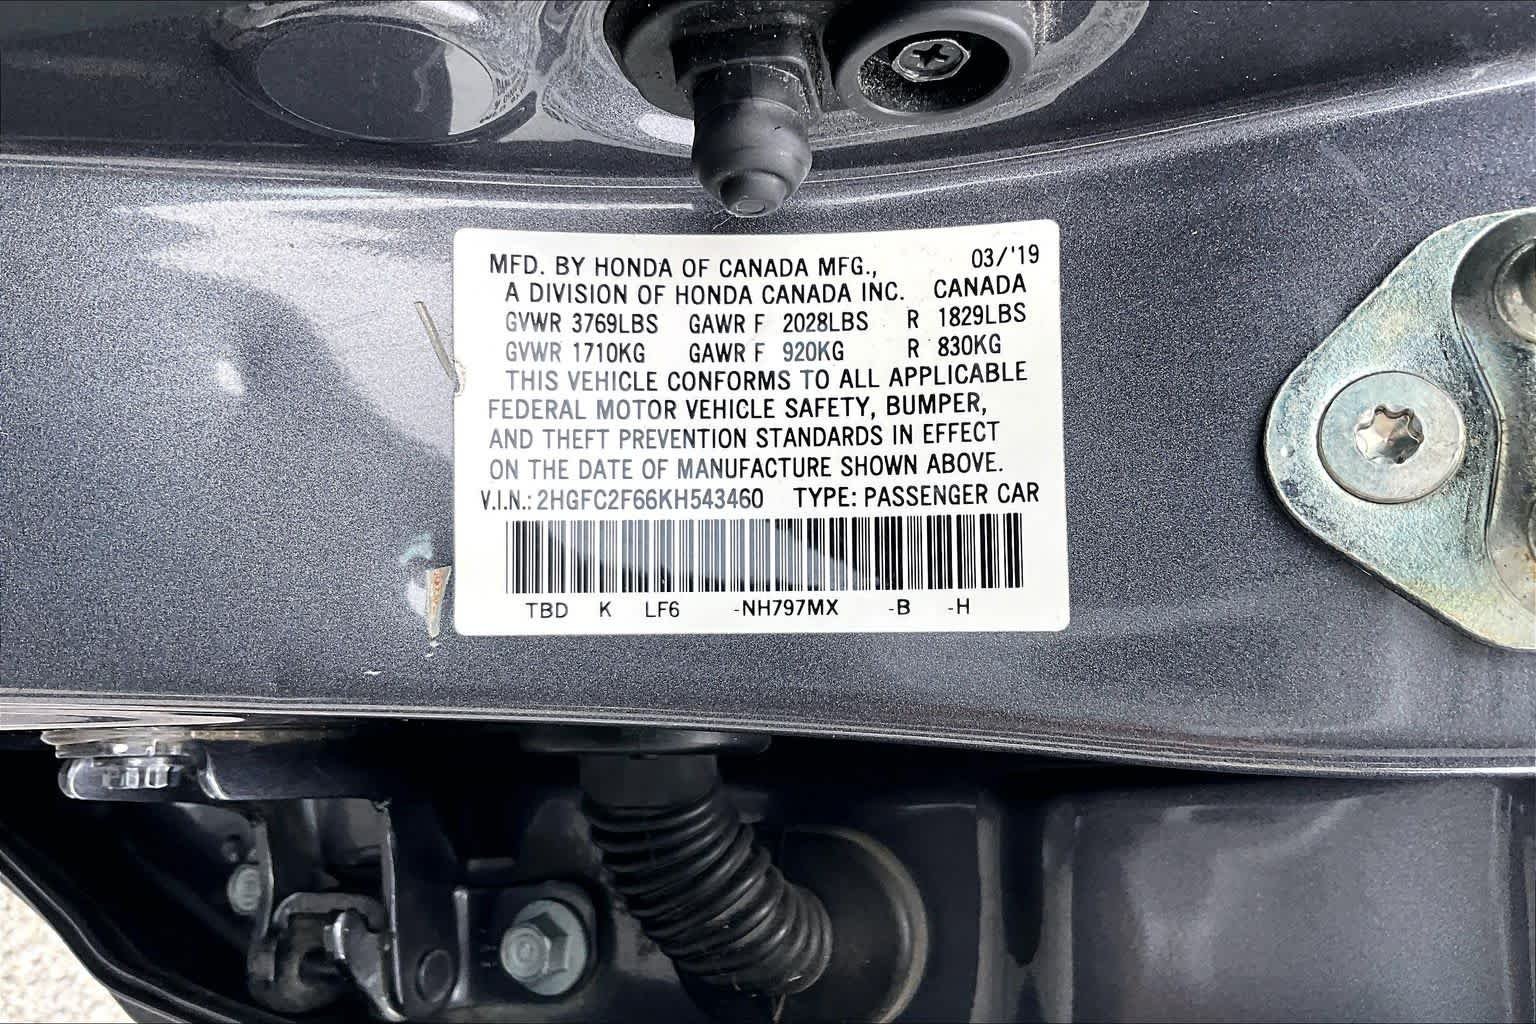 MFD. BY HONDA OF CANADA MFG., 03/'19
A DIVISION OF HONDA CANADA INC. CANADA
GVWR 3769LBS GAWR F 2028LBS R 1829LBS
GVWR 1710KG GAWR F 920KG R 830KG
THIS VEHICLE CONFORMS TO ALL APPLICABLE
FEDERAL MOTOR VEHICLE SAFETY, BUMPER,
AND THEFT PREVENTION STANDARDS IN EFFECT
ON THE DATE OF MANUFACTURE SHOWN ABOVE.
V.I.N.: 2HGFC2F66KH543460 TYPE: PASSENGER CAR
TBD K LF6 -NH797MX -B -H